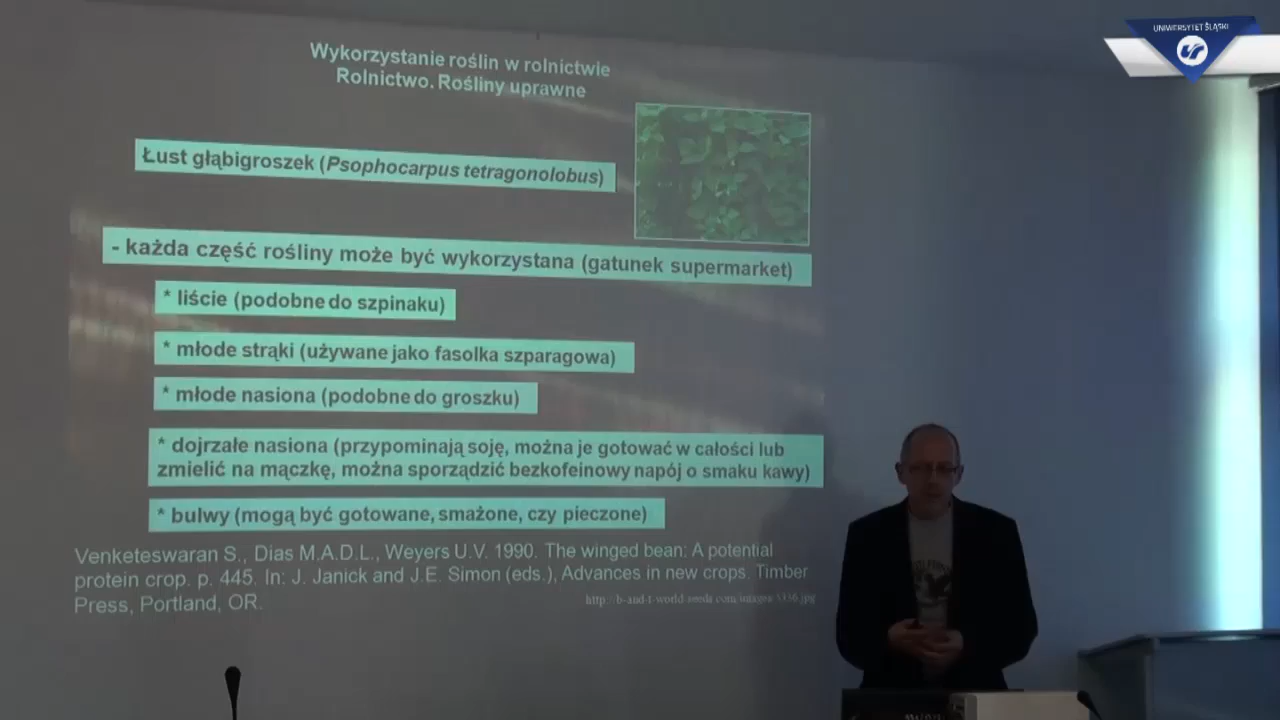 UNIWERSYTET ŚLĄSKI
Wykorzystanie roślin w rolnictwie
Rolnictwo. Rośliny uprawne
Łust głąbigroszek (Psophocarpus tetragonolobus)
- każda część rośliny może być wykorzystana (gatunek supermarket)
* liście (podobne do szpinaku)
* młode strąki (używane jako fasolka szparagowa)
* młode nasiona (podobne do groszku)
* dojrzałe nasiona (przypominają soję, można je gotować w całości lub
zmielić na mączkę, można sporządzić bezkofeinowy napój o smaku kawy)
* bulwy (mogą być gotowane, smażone, czy pieczone)
Venketeswaran S., Dias M.A.D.L., Weyers U.V. 1990. The winged bean: A potential
protein crop. p. 445. In: J. Janick and J.E. Simon (eds.), Advances in new crops. Timber
Press, Portland, OR.